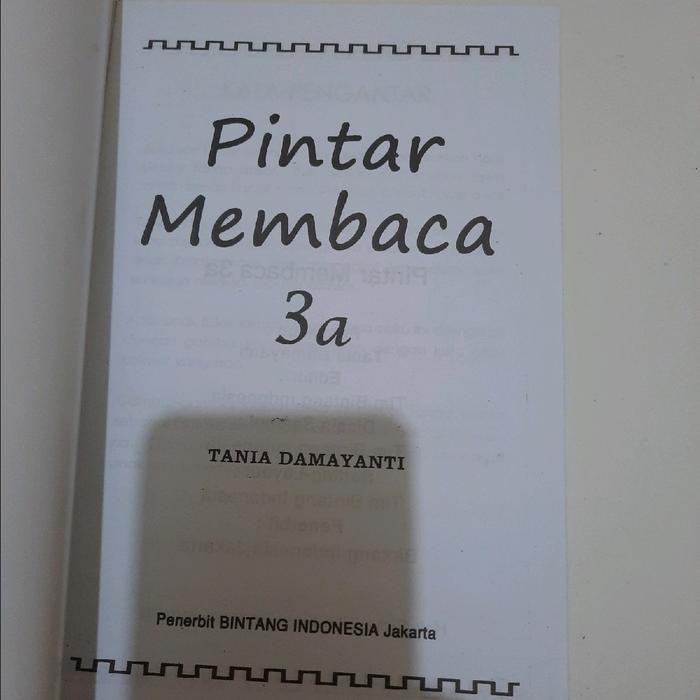 Pintar
Membaca
3a
TANIA DAMAYANTI
Penerbit BINTANG INDONESIA Jakarta